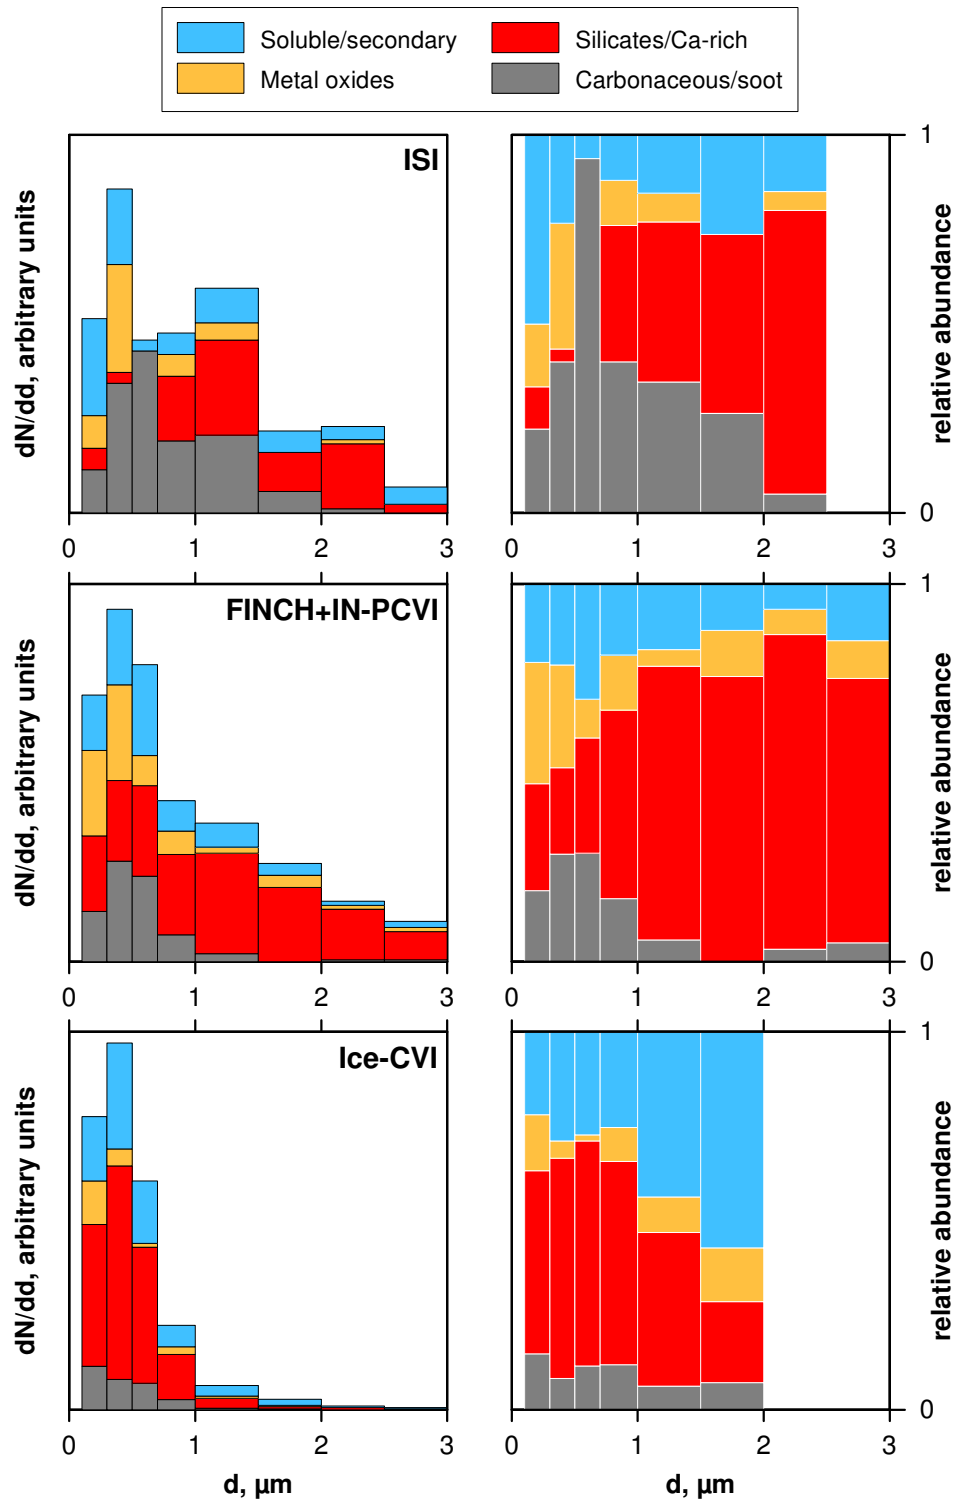 Soluble/secondary
Silicates/Ca-rich
Metal oxides
Carbonaceous/soot
ISI
dN/dd, arbitrary units
0 1 2 3
1
relative abundance
0
0 1 2 3
FINCH+IN-PCVI
dN/dd, arbitrary units
0 1 2 3
1
relative abundance
0
0 1 2 3
Ice-CVI
dN/dd, arbitrary units
0 1 2 3
d, µm
1
relative abundance
0
0 1 2 3
d, µm